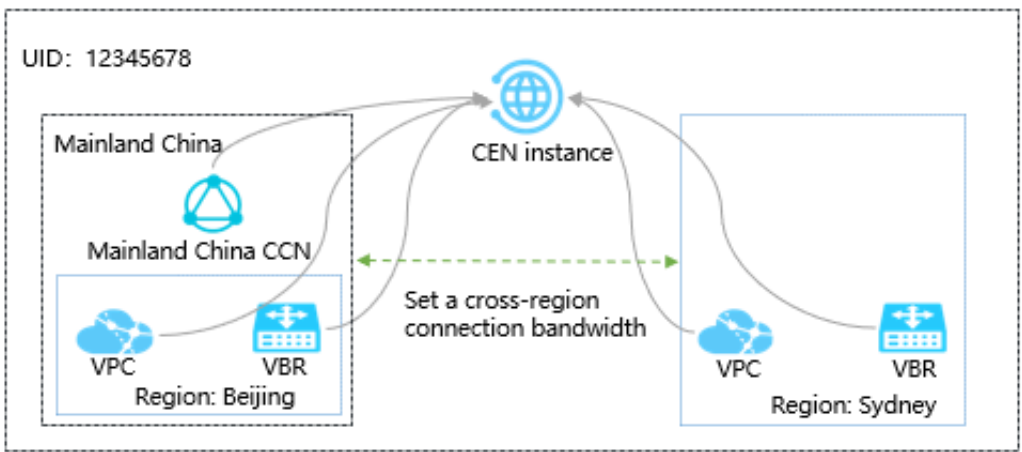 UID: 12345678
Mainland China
CEN instance
Mainland China CCN
Set a cross-region
connection bandwidth
VPC
VBR
Region: Beijing
VPC
VBR
Region: Sydney